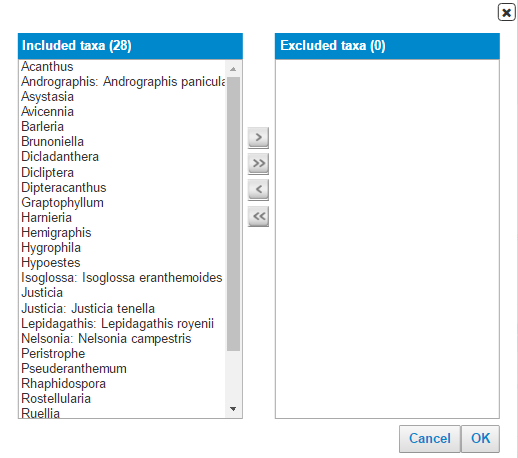 Included taxa (28)
Excluded taxa (0)
Acanthus
Andrographis: Andrographis panicula
Asystasia
Avicennia
Barleria
Brunoniella
Dicladanthera
Dicliptera
Dipteracanthus
Graptophyllum
Harnieria
Hemigraphis
Hygrophila
Hypoestes
Isoglossa: Isoglossa eranthemoides
Justicia
Justicia: Justicia tenella
Lepidagathis: Lepidagathis royenii
Nelsonia: Nelsonia campestris
Peristrophe
Pseuderanthemum
Rhaphidospora
Rostellularia
Ruellia
>
>>
<
<<
Cancel
OK